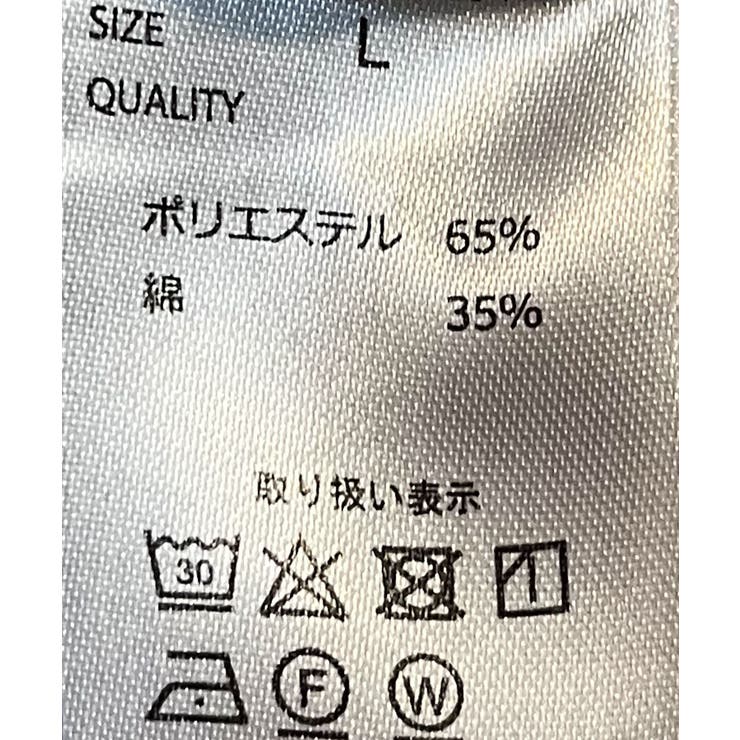 SIZE L
QUALITY
ポリエステル 65%
綿 35%
取り扱い表示
30
F W